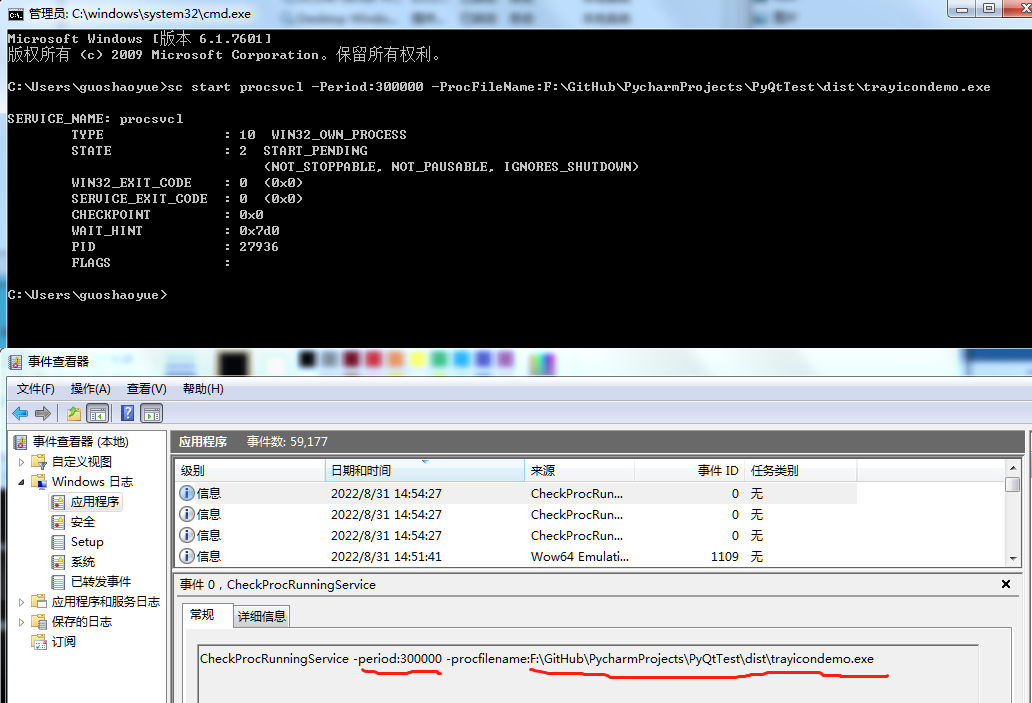 管理员: C:\windows\system32\cmd.exe
Microsoft Windows [版本 6.1.7601]
版权所有 (c) 2009 Microsoft Corporation。保留所有权利。
C:\Users\guoshaoyue>sc start procsvcl -Period:300000 -ProcFileName:F:\GitHub\PycharmProjects\PyQtTest\dist\trayicondemo.exe
SERVICE_NAME: procsvcl
TYPE : 10 WIN32_OWN_PROCESS
STATE : 2 START_PENDING
(NOT_STOPPABLE, NOT_PAUSABLE, IGNORES_SHUTDOWN)
WIN32_EXIT_CODE : 0 (0x0)
SERVICE_EXIT_CODE : 0 (0x0)
CHECKPOINT : 0x0
WAIT_HINT : 0x7d0
PID : 27936
FLAGS :
C:\Users\guoshaoyue>
事件查看器
文件(F) 操作(A) 查看(V) 帮助(H)
事件查看器 (本地)
自定义视图
Windows 日志
应用程序
安全
Setup
系统
已转发事件
应用程序和服务日志
保存的日志
订阅
应用程序 事件数: 59,177
级别 日期和时间 来源 事件 ID 任务类别
信息 2022/8/31 14:54:27 CheckProcRun... 0 无
信息 2022/8/31 14:54:27 CheckProcRun... 0 无
信息 2022/8/31 14:54:27 CheckProcRun... 0 无
信息 2022/8/31 14:51:41 Wow64 Emulati... 1109 无
事件 0，CheckProcRunningService
常规 详细信息
CheckProcRunningService -period:300000 -procfilename:F:\GitHub\PycharmProjects\PyQtTest\dist\trayicondemo.exe